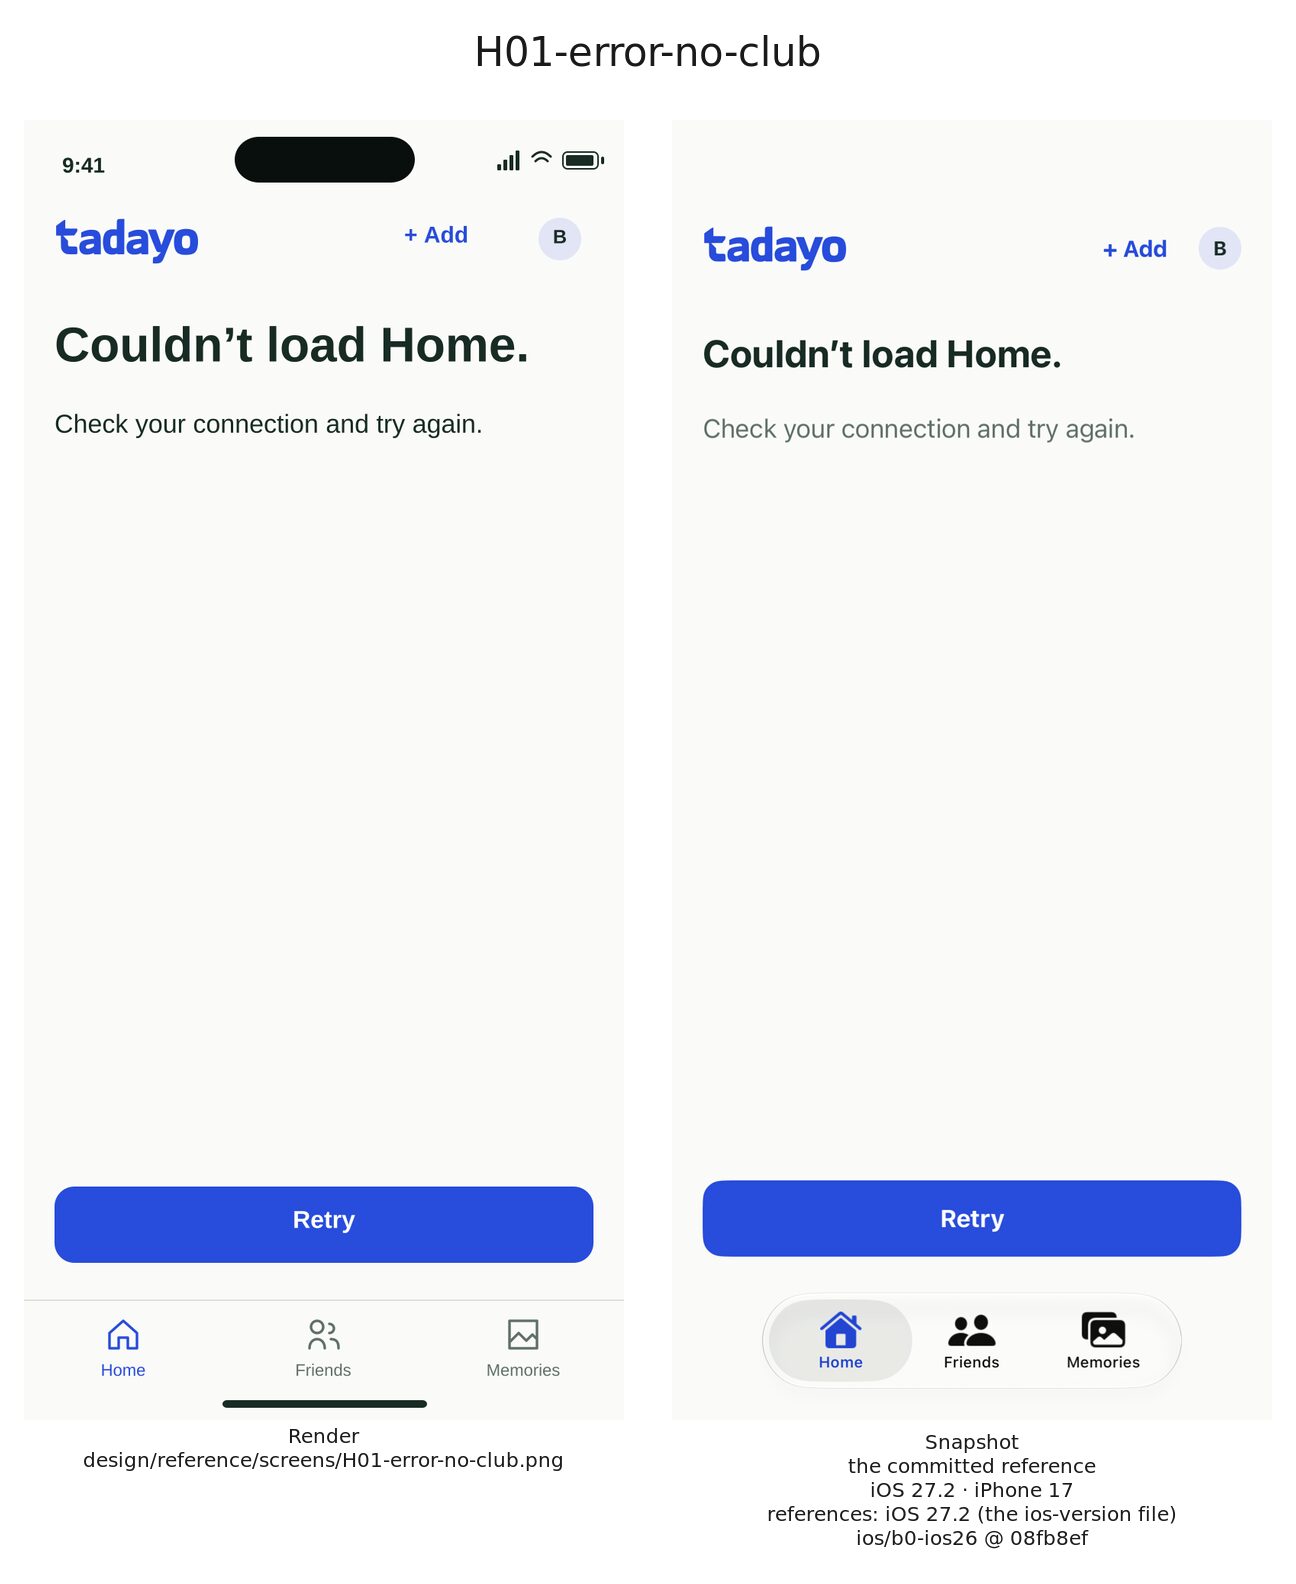 H01-error-no-club
9:41
tadayo
+ Add
B
Couldn’t load Home.
Check your connection and try again.
Retry
Home
Friends
Memories
Render
design/reference/screens/H01-error-no-club.png
tadayo
+ Add
B
Couldn’t load Home.
Check your connection and try again.
Retry
Home
Friends
Memories
Snapshot
the committed reference
iOS 27.2 · iPhone 17
references: iOS 27.2 (the ios-version file)
ios/b0-ios26 @ 08fb8ef